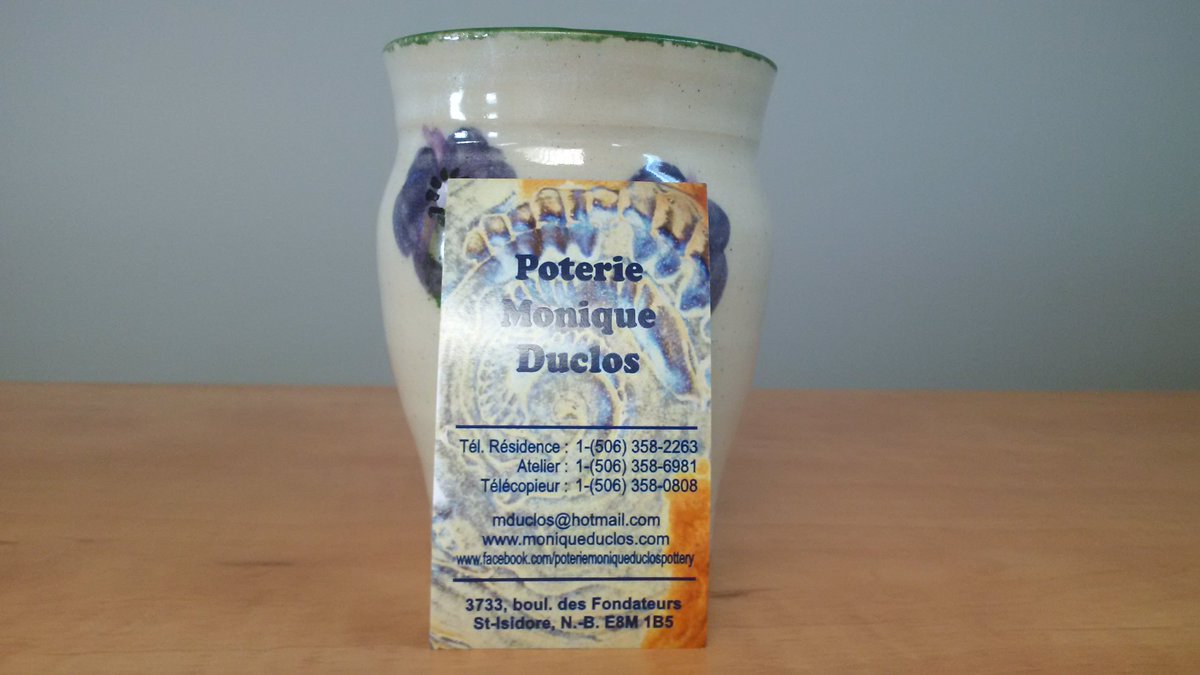 Poterie
Monique
Duclos
Tél. Résidence : 1-(506) 358-2263
Atelier : 1-(506) 358-6981
Télécopieur : 1-(506) 358-0808
mduclos@hotmail.com
www.moniqueduclos.com
www.facebook.com/poteriemoniqueduclospottery
3733, boul. des Fondateurs
St-Isidore, N.-B. E8M 1B5